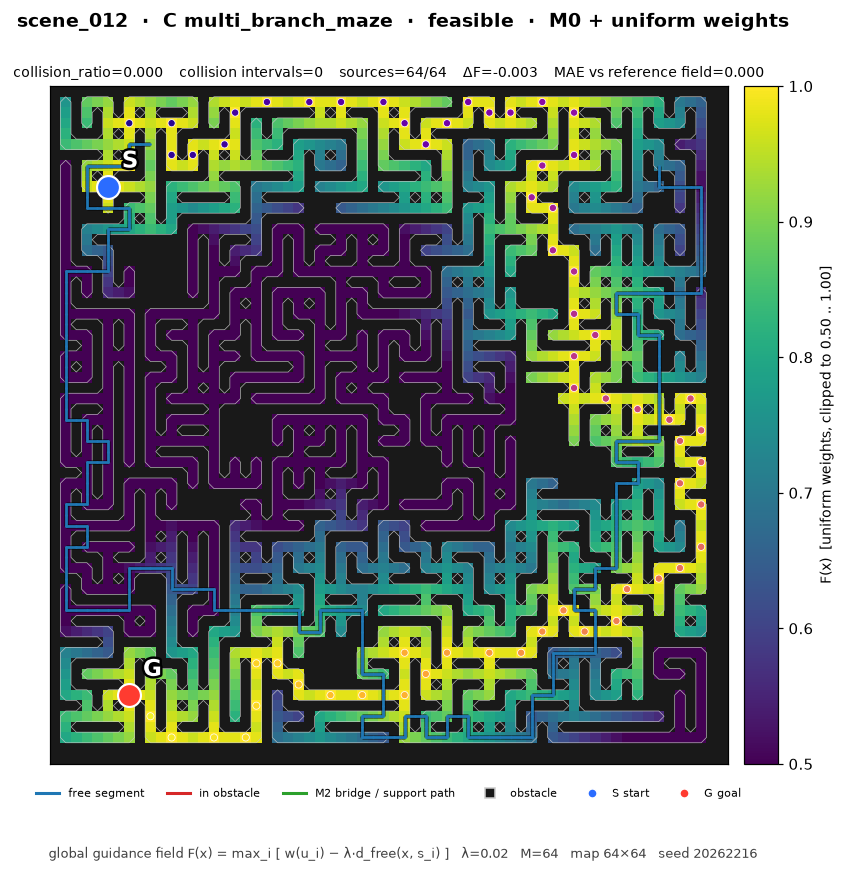 scene_012 · C multi_branch_maze · feasible · M0 + uniform weights
collision_ratio=0.000 collision intervals=0 sources=64/64 ΔF=-0.003 MAE vs reference field=0.000
S
G
1.0
0.9
0.8
0.7
0.6
0.5
F(x) [uniform weights, clipped to 0.50 .. 1.00]
free segment in obstacle M2 bridge / support path obstacle S start G goal
global guidance field F(x) = max_i [ w(u_i) − λ·d_free(x, s_i) ] λ=0.02 M=64 map 64×64 seed 20262216